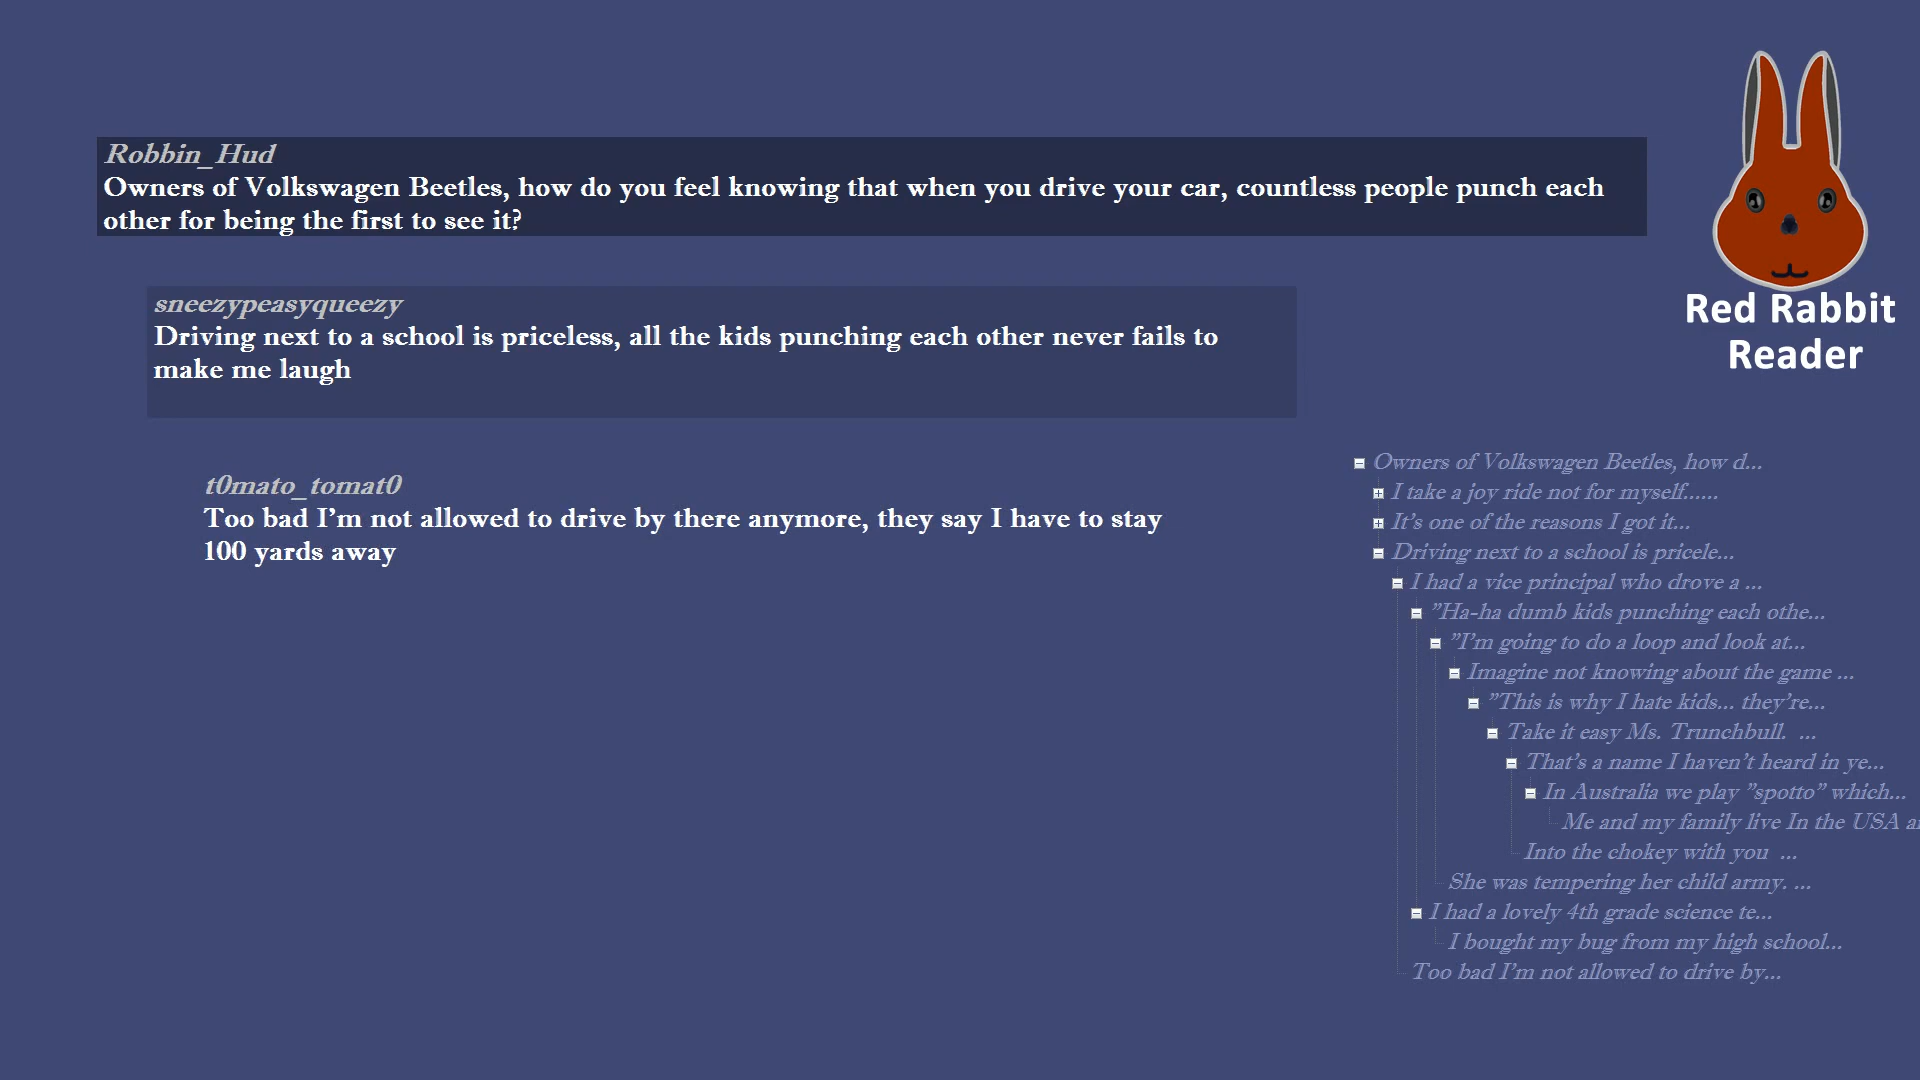 Robbin_Hud
Owners of Volkswagen Beetles, how do you feel knowing that when you drive your car, countless people punch each
other for being the first to see it?
sneezypeasyqueezy
Driving next to a school is priceless, all the kids punching each other never fails to
make me laugh
t0mato_tomat0
Too bad I'm not allowed to drive by there anymore, they say I have to stay
100 yards away
Red Rabbit
Reader
Owners of Volkswagen Beetles, how d...
I take a joy ride not for myself......
It's one of the reasons I got it...
Driving next to a school is pricele...
I had a vice principal who drove a ...
"Ha-ha dumb kids punching each othe...
"I'm going to do a loop and look at...
Imagine not knowing about the game ...
"This is why I hate kids... they're...
Take it easy Ms. Trunchbull. ...
That's a name I haven't heard in ye...
In Australia we play "spotto" which...
Me and my family live In the USA a
Into the chokey with you ...
She was tempering her child army. ...
I had a lovely 4th grade science te...
I bought my bug from my high school...
Too bad I'm not allowed to drive by...